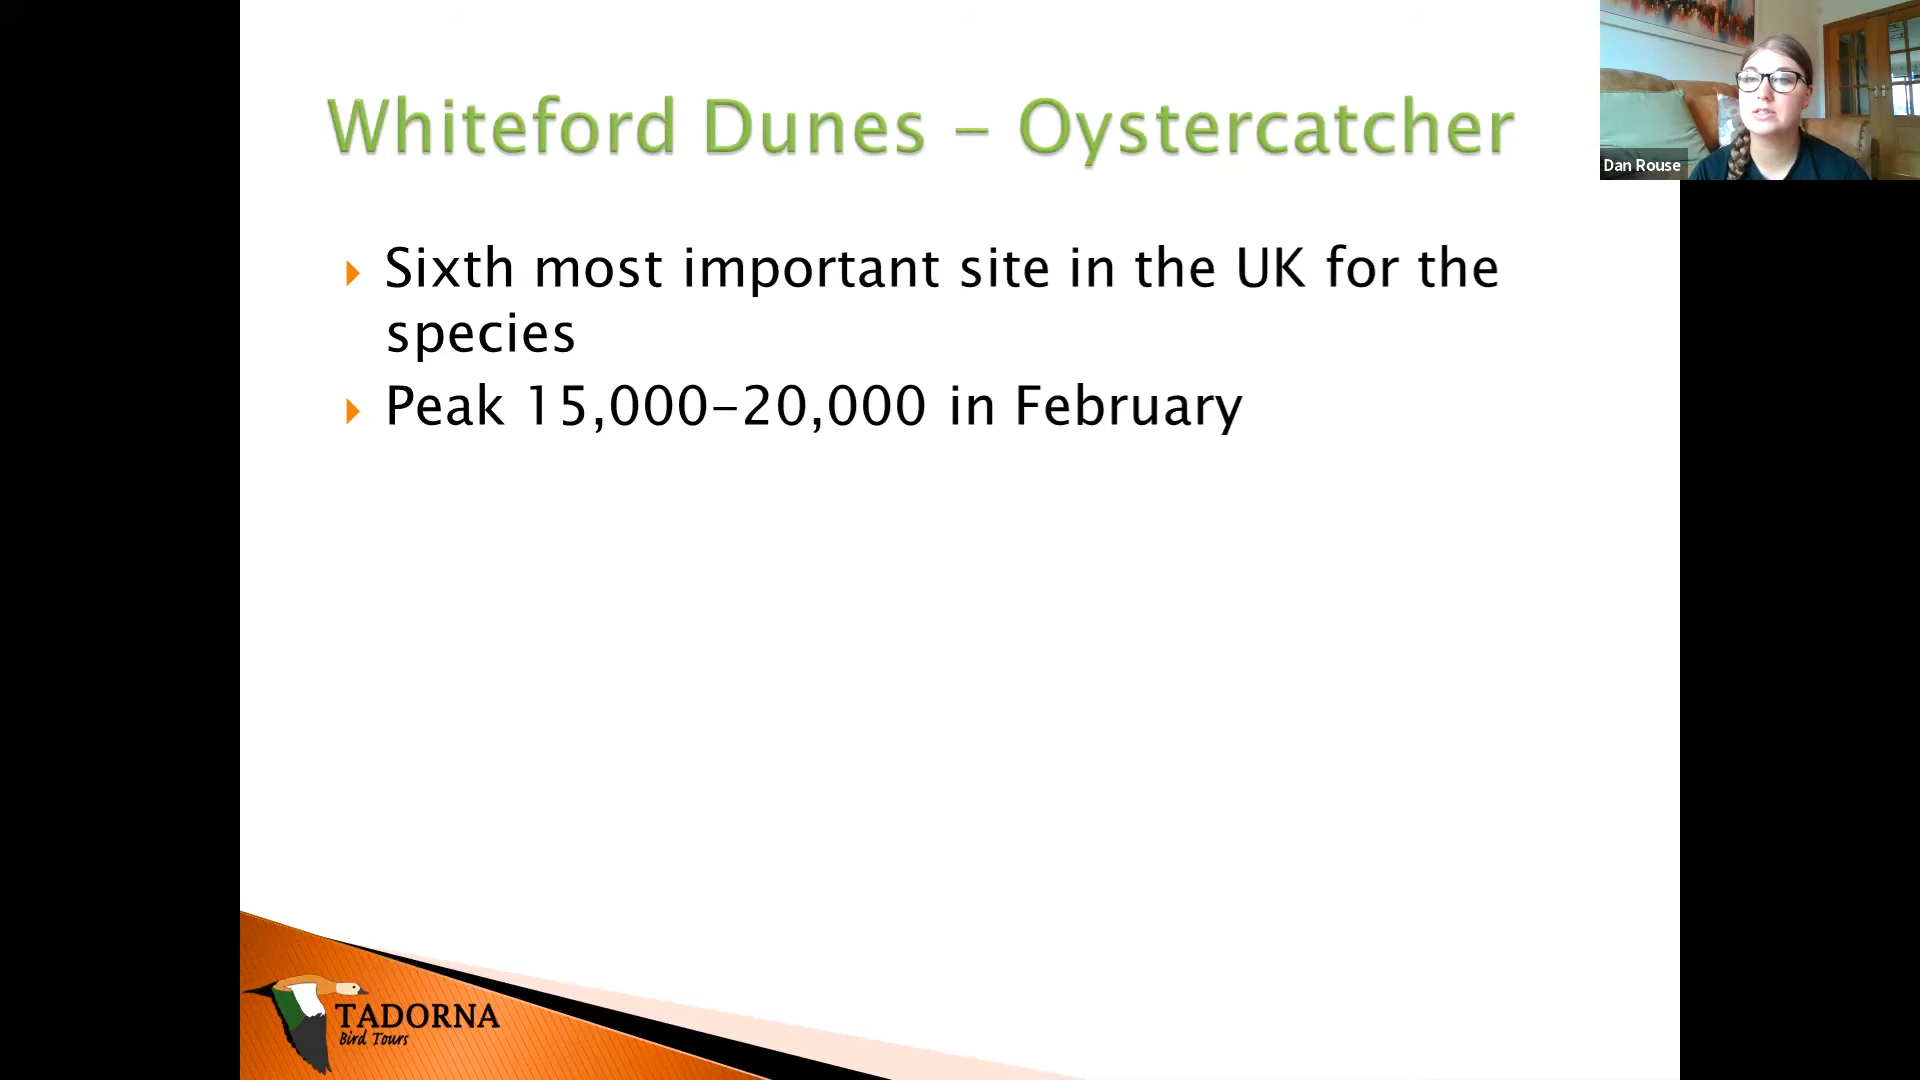 Whiteford Dunes – Oystercatcher
Dan Rouse
Sixth most important site in the UK for the
species
Peak 15,000-20,000 in February
TADORNA
Bird Tours